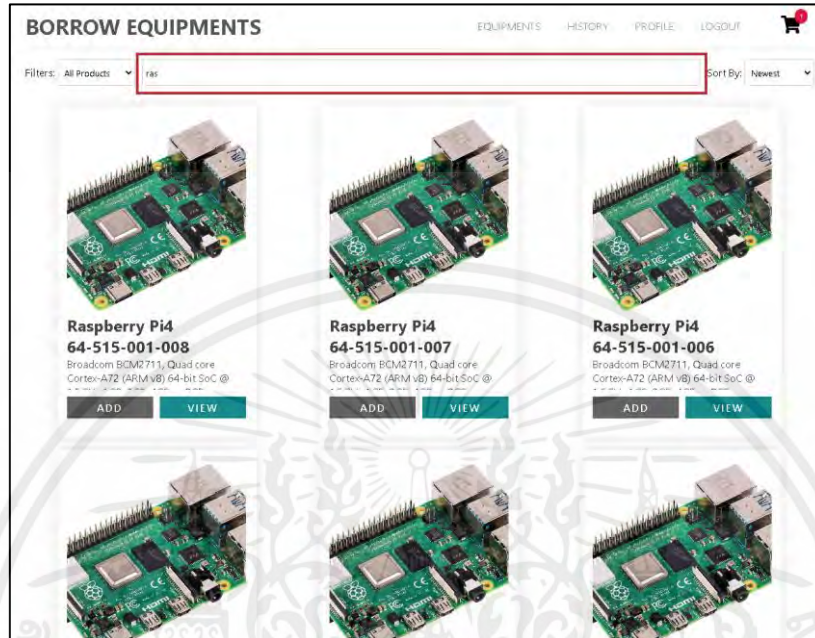 BORROW EQUIPMENTS
EQUIPMENTS HISTORY PROFILE LOGOUT 1
Filters: All Products ras Sort By: Newest
Raspberry Pi4
64-515-001-008
Broadcom BCM2711, Quad core
Cortex-A72 (ARM v8) 64-bit SoC @
ADD VIEW
Raspberry Pi4
64-515-001-007
Broadcom BCM2711, Quad core
Cortex-A72 (ARM v8) 64-bit SoC @
ADD VIEW
Raspberry Pi4
64-515-001-006
Broadcom BCM2711, Quad core
Cortex-A72 (ARM v8) 64-bit SoC @
ADD VIEW